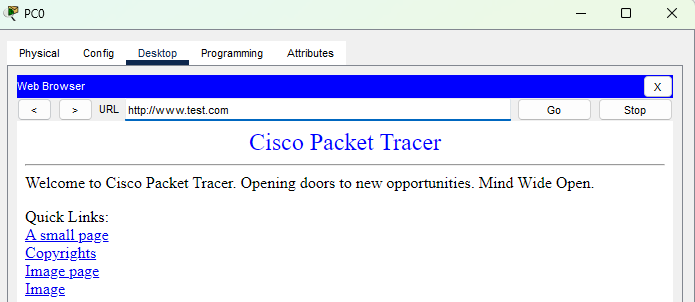 PC0
Physical Config Desktop Programming Attributes
Web Browser X
< > URL http://www.test.com Go Stop
Cisco Packet Tracer
Welcome to Cisco Packet Tracer. Opening doors to new opportunities. Mind Wide Open.
Quick Links:
A small page
Copyrights
Image page
Image